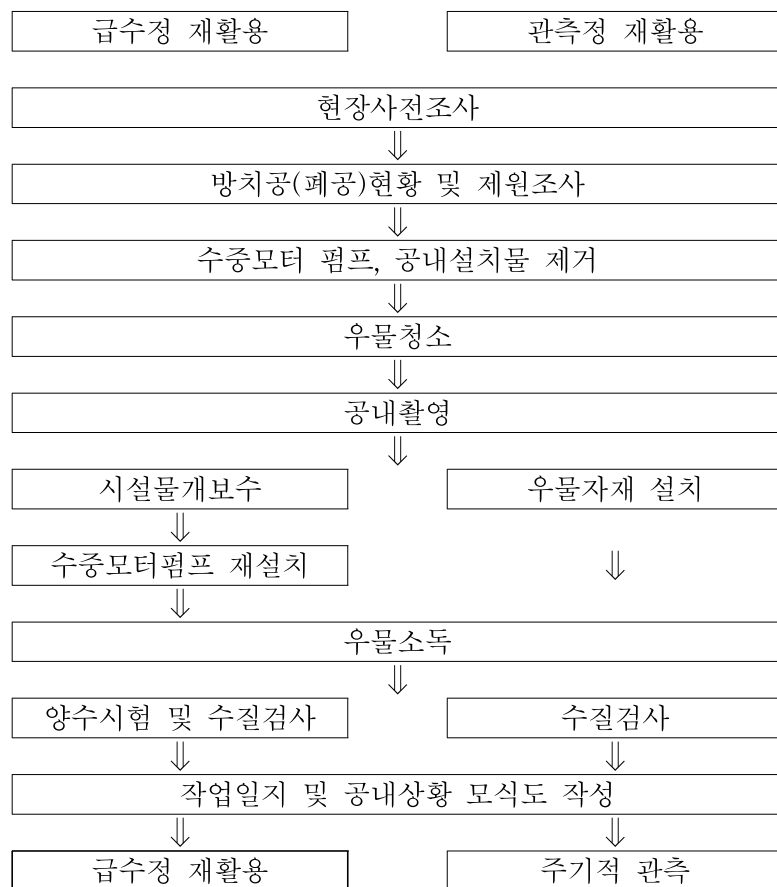 급수정 재활용 관측정 재활용
현장사전조사
⇓
방치공(폐공)현황 및 제원조사
⇓
수중모터 펌프, 공내설치물 제거
⇓
우물청소
⇓
공내촬영
⇓
시설물개보수 우물자재 설치
⇓
수중모터펌프 재설치 ⇓
⇓
우물소독
⇓
양수시험 및 수질검사 수질검사
⇓ ⇓
작업일지 및 공내상황 모식도 작성
⇓ ⇓
급수정 재활용 주기적 관측